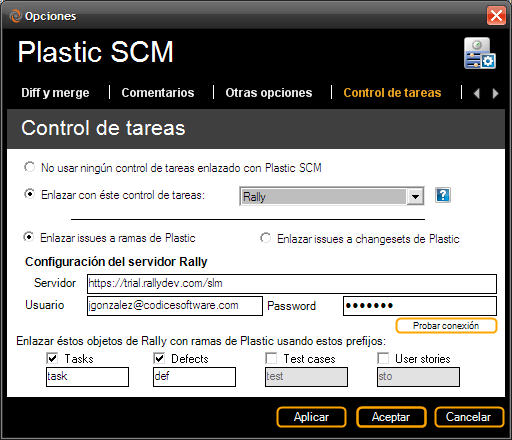 Opciones
Plastic SCM
Diff y merge Comentarios Otras opciones Control de tareas
Control de tareas
No usar ningún control de tareas enlazado con Plastic SCM
Enlazar con éste control de tareas: Rally ?
Enlazar issues a ramas de Plastic Enlazar issues a changesets de Plastic
Configuración del servidor Rally
Servidor https://trial.rallydev.com/slm
Usuario jgonzalez@codicesoftware.com Password •••••••
Probar conexión
Enlazar éstos objetos de Rally con ramas de Plastic usando estos prefijos:
Tasks Defects Test cases User stories
task def test sto
Aplicar Aceptar Cancelar